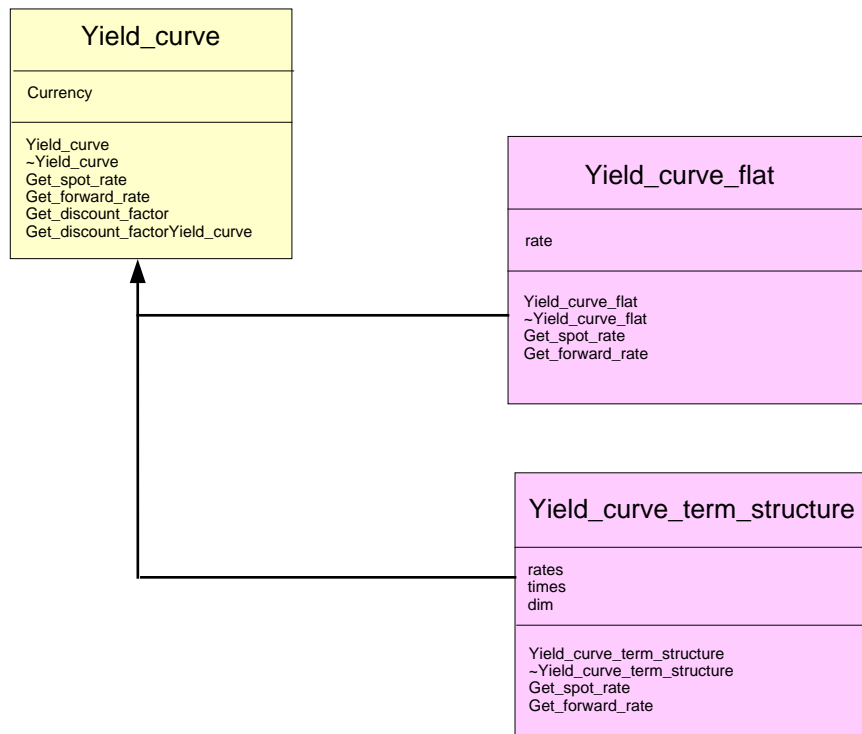 Yield_curve
Currency
Yield_curve
~Yield_curve
Get_spot_rate
Get_forward_rate
Get_discount_factor
Get_discount_factorYield_curve
Yield_curve_flat
rate
Yield_curve_flat
~Yield_curve_flat
Get_spot_rate
Get_forward_rate
Yield_curve_term_structure
rates
times
dim
Yield_curve_term_structure
~Yield_curve_term_structure
Get_spot_rate
Get_forward_rate